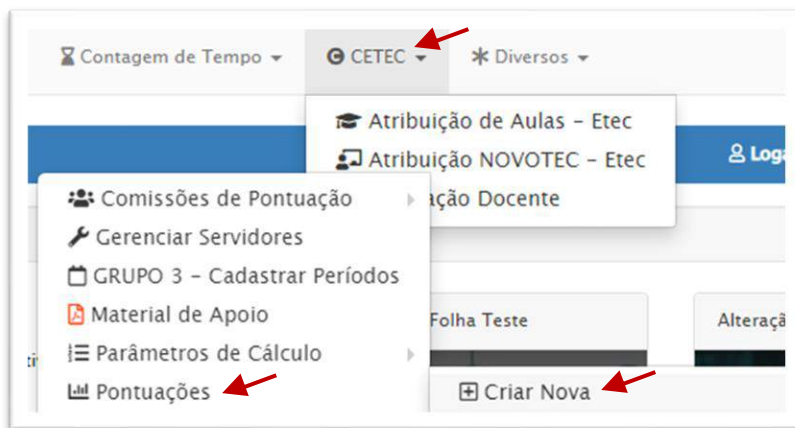 Contagem de Tempo CETEC Diversos
Atribuição de Aulas - Etec
Atribuição NOVOTEC - Etec
ação Docente
Comissões de Pontuação
Gerenciar Servidores
GRUPO 3 - Cadastrar Períodos
Material de Apoio
Folha Teste
Parâmetros de Cálculo
Pontuações
Criar Nova